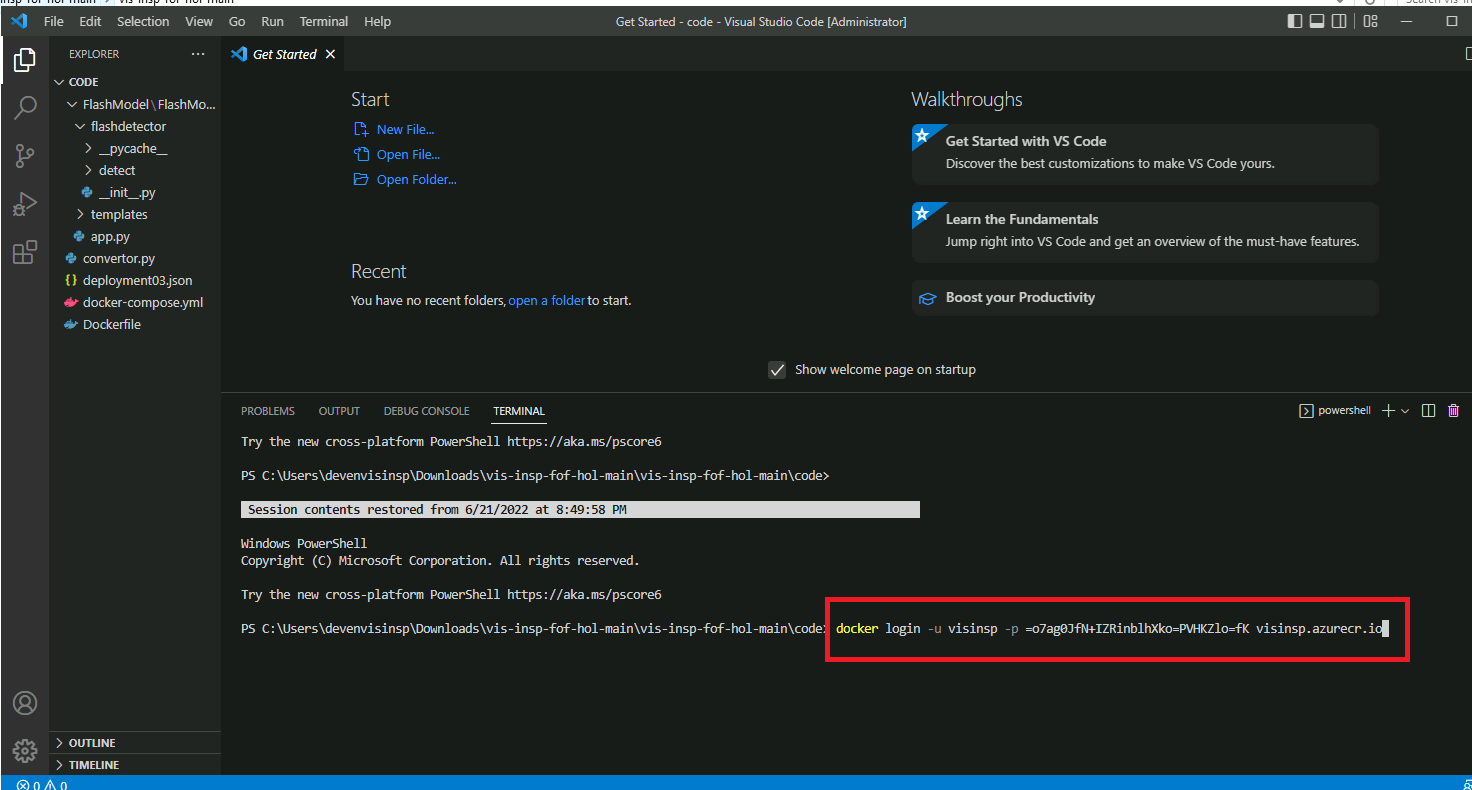 File Edit Selection View Go Run Terminal Help Get Started - code - Visual Studio Code [Administrator]
EXPLORER
CODE
FlashModel\FlashMo...
flashdetector
__pycache__
detect
__init__.py
templates
app.py
convertor.py
deployment03.json
docker-compose.yml
Dockerfile
OUTLINE
TIMELINE
Get Started
Start
New File...
Open File...
Open Folder...
Recent
You have no recent folders, open a folder to start.
Walkthroughs
Get Started with VS Code
Discover the best customizations to make VS Code yours.
Learn the Fundamentals
Jump right into VS Code and get an overview of the must-have features.
Boost your Productivity
Show welcome page on startup
PROBLEMS OUTPUT DEBUG CONSOLE TERMINAL powershell
Try the new cross-platform PowerShell https://aka.ms/pscore6
PS C:\Users\devenvisinsp\Downloads\vis-insp-fof-hol-main\vis-insp-fof-hol-main\code>
Session contents restored from 6/21/2022 at 8:49:58 PM
Windows PowerShell
Copyright (C) Microsoft Corporation. All rights reserved.
Try the new cross-platform PowerShell https://aka.ms/pscore6
PS C:\Users\devenvisinsp\Downloads\vis-insp-fof-hol-main\vis-insp-fof-hol-main\code> docker login -u visinsp -p =o7ag0JfN+IZRinblhXko=PVHKZlo=fK visinsp.azurecr.io
0 0